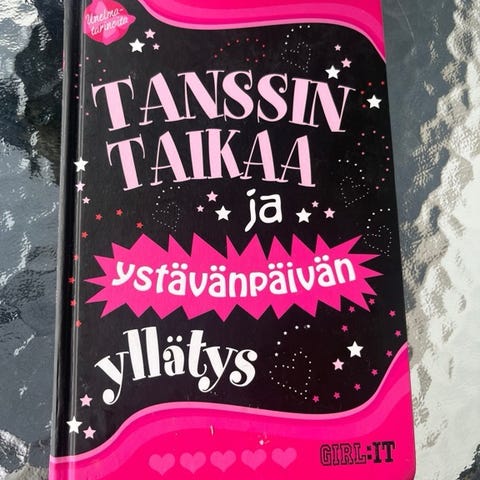 Unelma-
tarinoita
TANSSIN
TAIKAA
ja
ystävänpäivän
yllätys
GIRL:IT